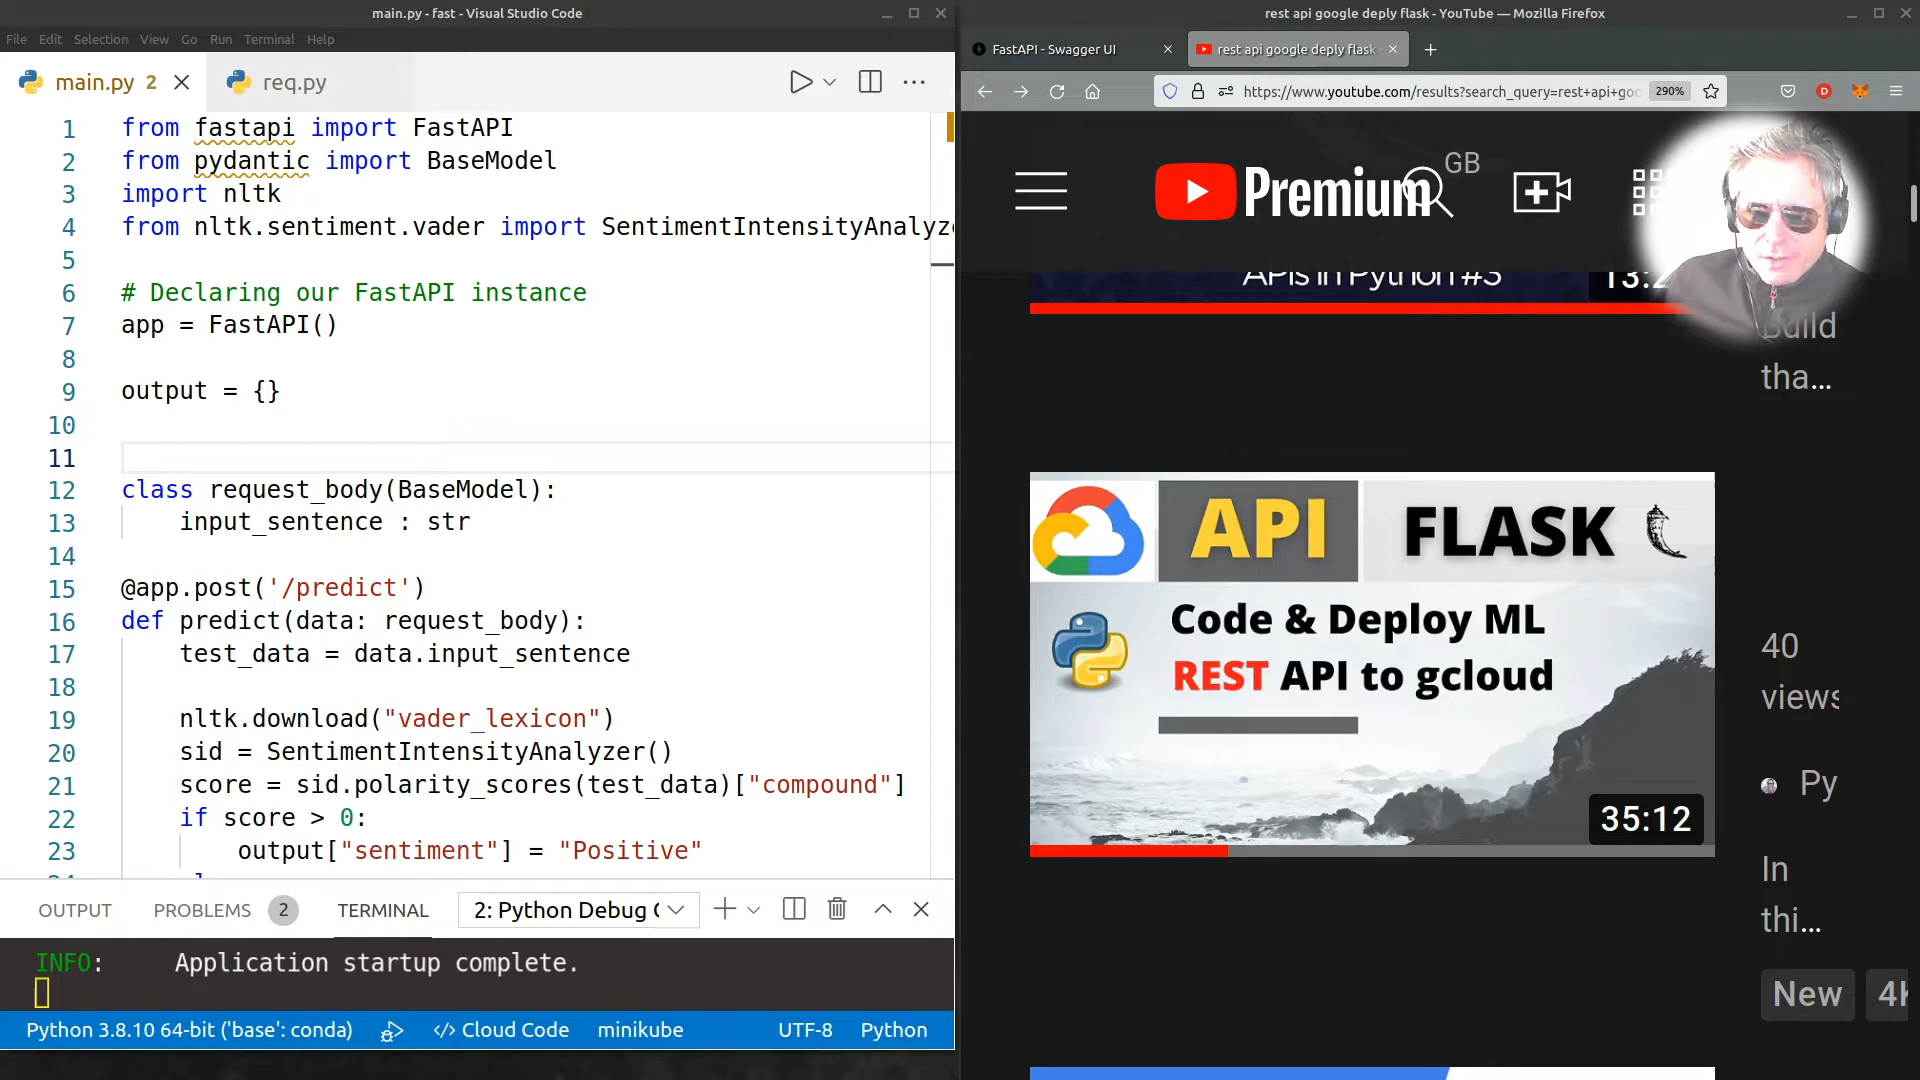 main.py - fast - Visual Studio Code
File Edit Selection View Go Run Terminal Help
main.py 2
req.py
1 from fastapi import FastAPI
2 from pydantic import BaseModel
3 import nltk
4 from nltk.sentiment.vader import SentimentIntensityAnalyz
5
6 # Declaring our FastAPI instance
7 app = FastAPI()
8
9 output = {}
10
11
12 class request_body(BaseModel):
13 input_sentence : str
14
15 @app.post('/predict')
16 def predict(data: request_body):
17 test_data = data.input_sentence
18
19 nltk.download("vader_lexicon")
20 sid = SentimentIntensityAnalyzer()
21 score = sid.polarity_scores(test_data)["compound"]
22 if score > 0:
23 output["sentiment"] = "Positive"
OUTPUT PROBLEMS 2 TERMINAL 2: Python Debug C
INFO: Application startup complete.
Python 3.8.10 64-bit ('base': conda) Cloud Code minikube UTF-8 Python
rest api google deply flask - YouTube — Mozilla Firefox
FastAPI - Swagger UI
rest api google deply flask
https://www.youtube.com/results?search_query=rest+api+goo 290%
D
Premium GB
APIs in Python #3
Build
tha...
API FLASK
Code & Deploy ML
REST API to gcloud
35:12
40
views
Py
In
thi...
New 4K